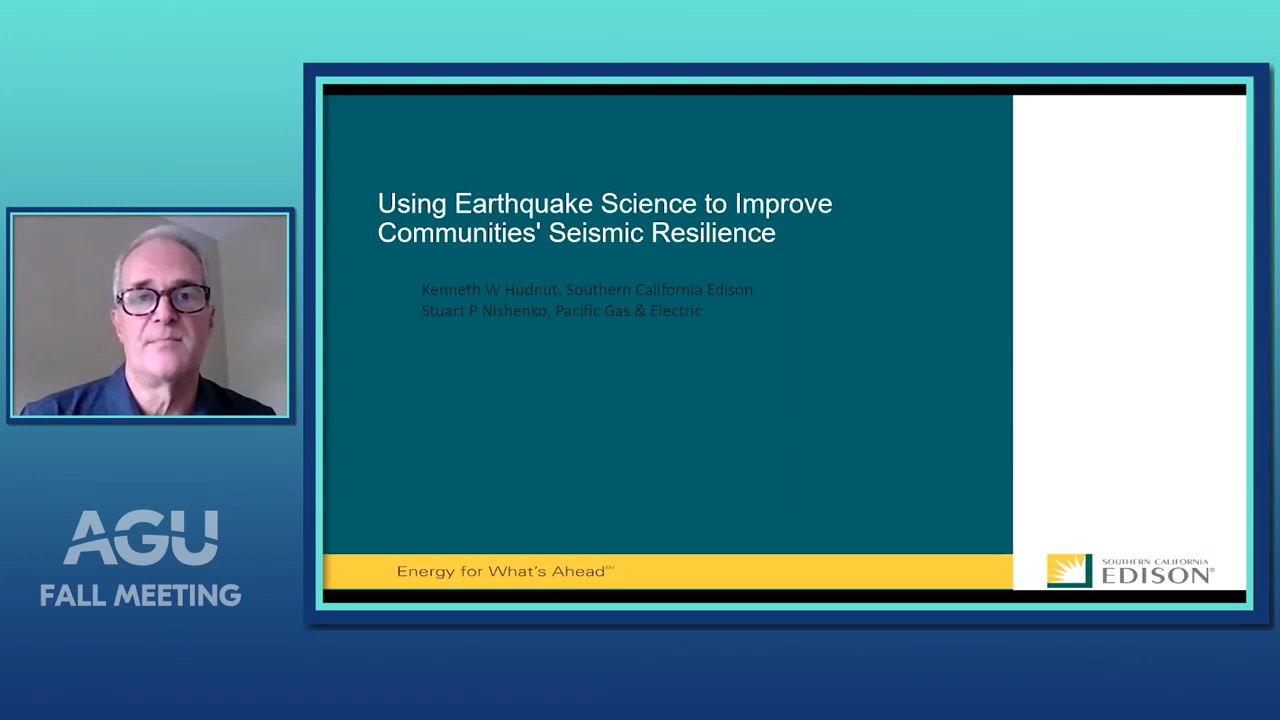 Using Earthquake Science to Improve
Communities' Seismic Resilience
Kenneth W Hudnut, Southern California Edison
Stuart P Nishenko, Pacific Gas & Electric
AGU
FALL MEETING
Energy for What's Ahead℠
SOUTHERN CALIFORNIA
EDISON®